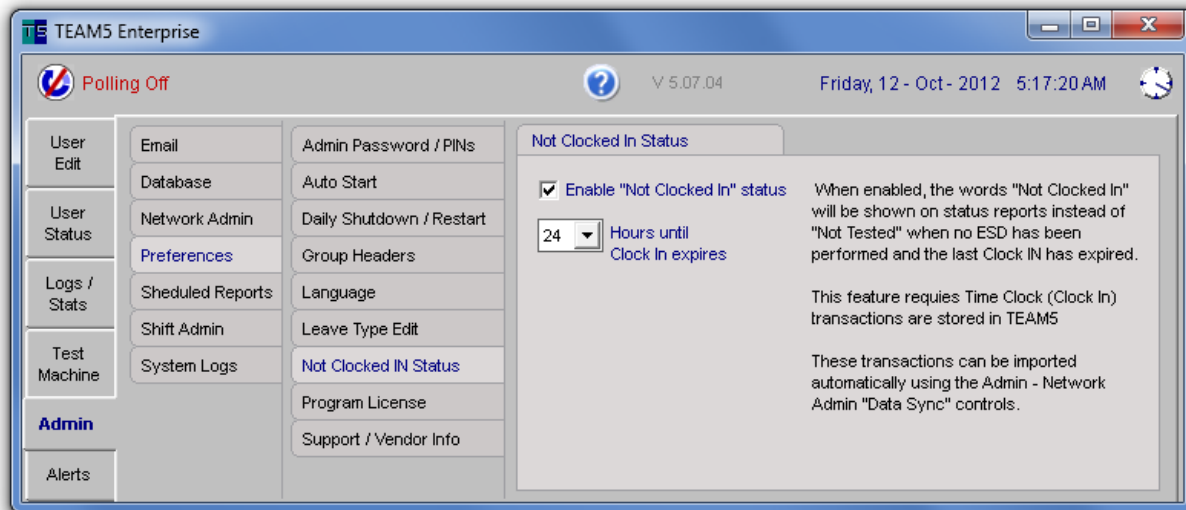 TS TEAM5 Enterprise
Polling Off
? V 5.07.04
Friday, 12 - Oct - 2012 5:17:20 AM
User
Edit
User
Status
Logs /
Stats
Test
Machine
Admin
Alerts
Email
Database
Network Admin
Preferences
Sheduled Reports
Shift Admin
System Logs
Admin Password / PINs
Auto Start
Daily Shutdown / Restart
Group Headers
Language
Leave Type Edit
Not Clocked IN Status
Program License
Support / Vendor Info
Not Clocked In Status
Enable "Not Clocked In" status
24
Hours until
Clock In expires
When enabled, the words "Not Clocked In"
will be shown on status reports instead of
"Not Tested" when no ESD has been
performed and the last Clock IN has expired.
This feature requies Time Clock (Clock In)
transactions are stored in TEAM5
These transactions can be imported
automatically using the Admin - Network
Admin "Data Sync" controls.